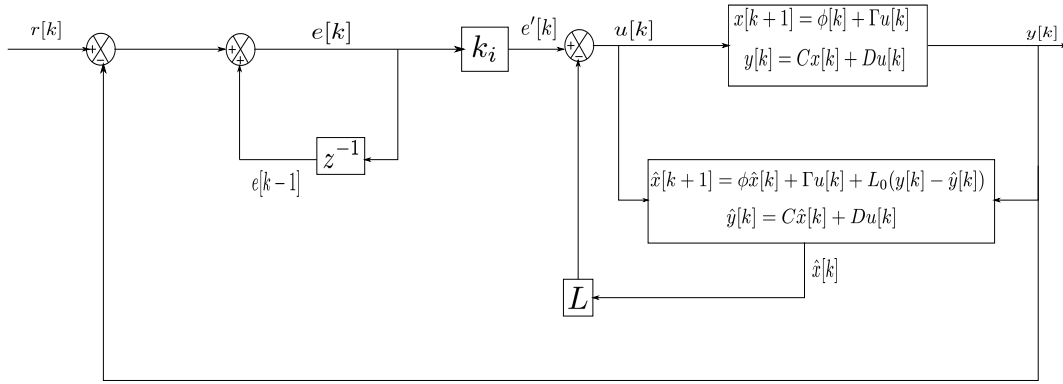 r[k]
+
-
+
+
e[k]
k_i
e'[k]
+
-
u[k]
x[k+1] = ϕ[k] + Γu[k]
y[k] = Cx[k] + Du[k]
y[k]
z^{-1}
e[k-1]
x̂[k+1] = ϕx̂[k] + Γu[k] + L_0(y[k] - ŷ[k])
ŷ[k] = Cx̂[k] + Du[k]
x̂[k]
L